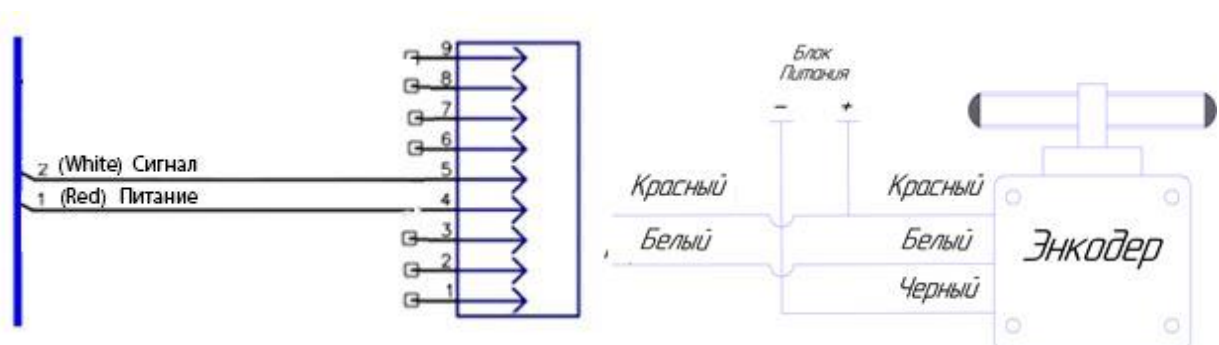 9
8
7
6
2 (White) Сигнал 5
1 (Red) Питание 4
3
2
1
Блок
Питания
- +
Красный Красный
Белый Белый
Черный
Энкодер